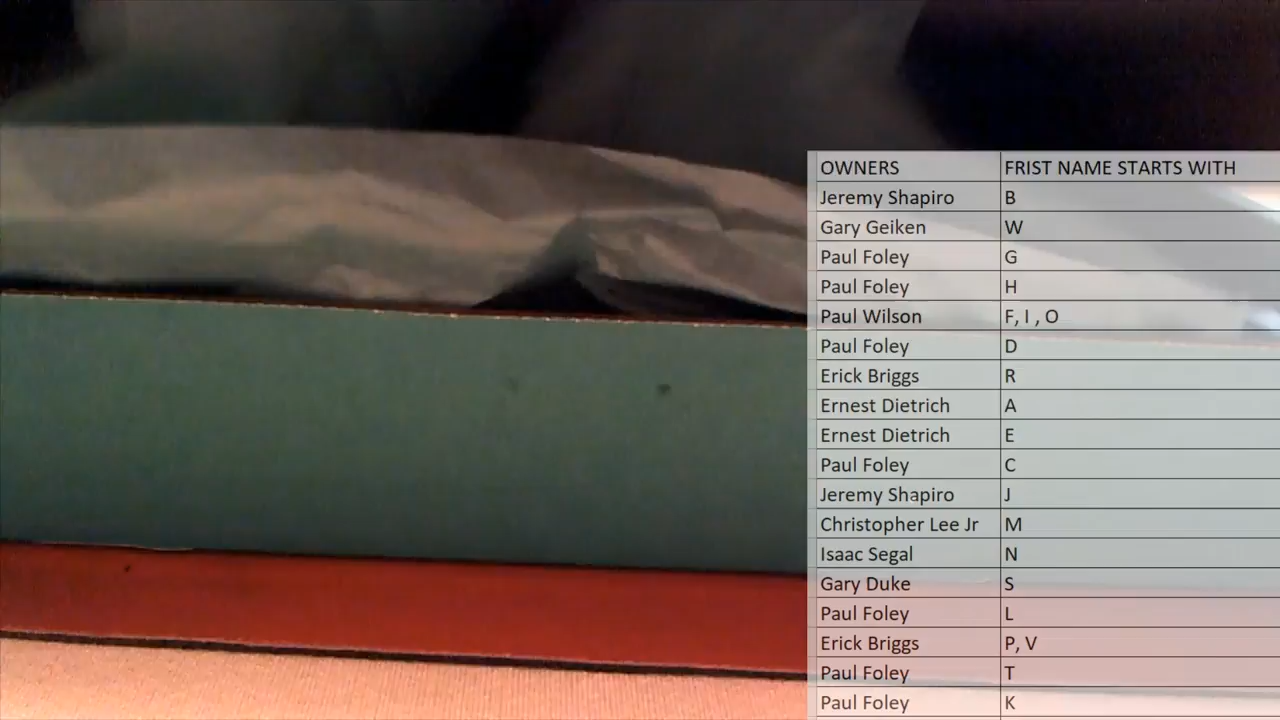 OWNERS FRIST NAME STARTS WITH
Jeremy Shapiro B
Gary Geiken W
Paul Foley G
Paul Foley H
Paul Wilson F, I , O
Paul Foley D
Erick Briggs R
Ernest Dietrich A
Ernest Dietrich E
Paul Foley C
Jeremy Shapiro J
Christopher Lee Jr M
Isaac Segal N
Gary Duke S
Paul Foley L
Erick Briggs P, V
Paul Foley T
Paul Foley K